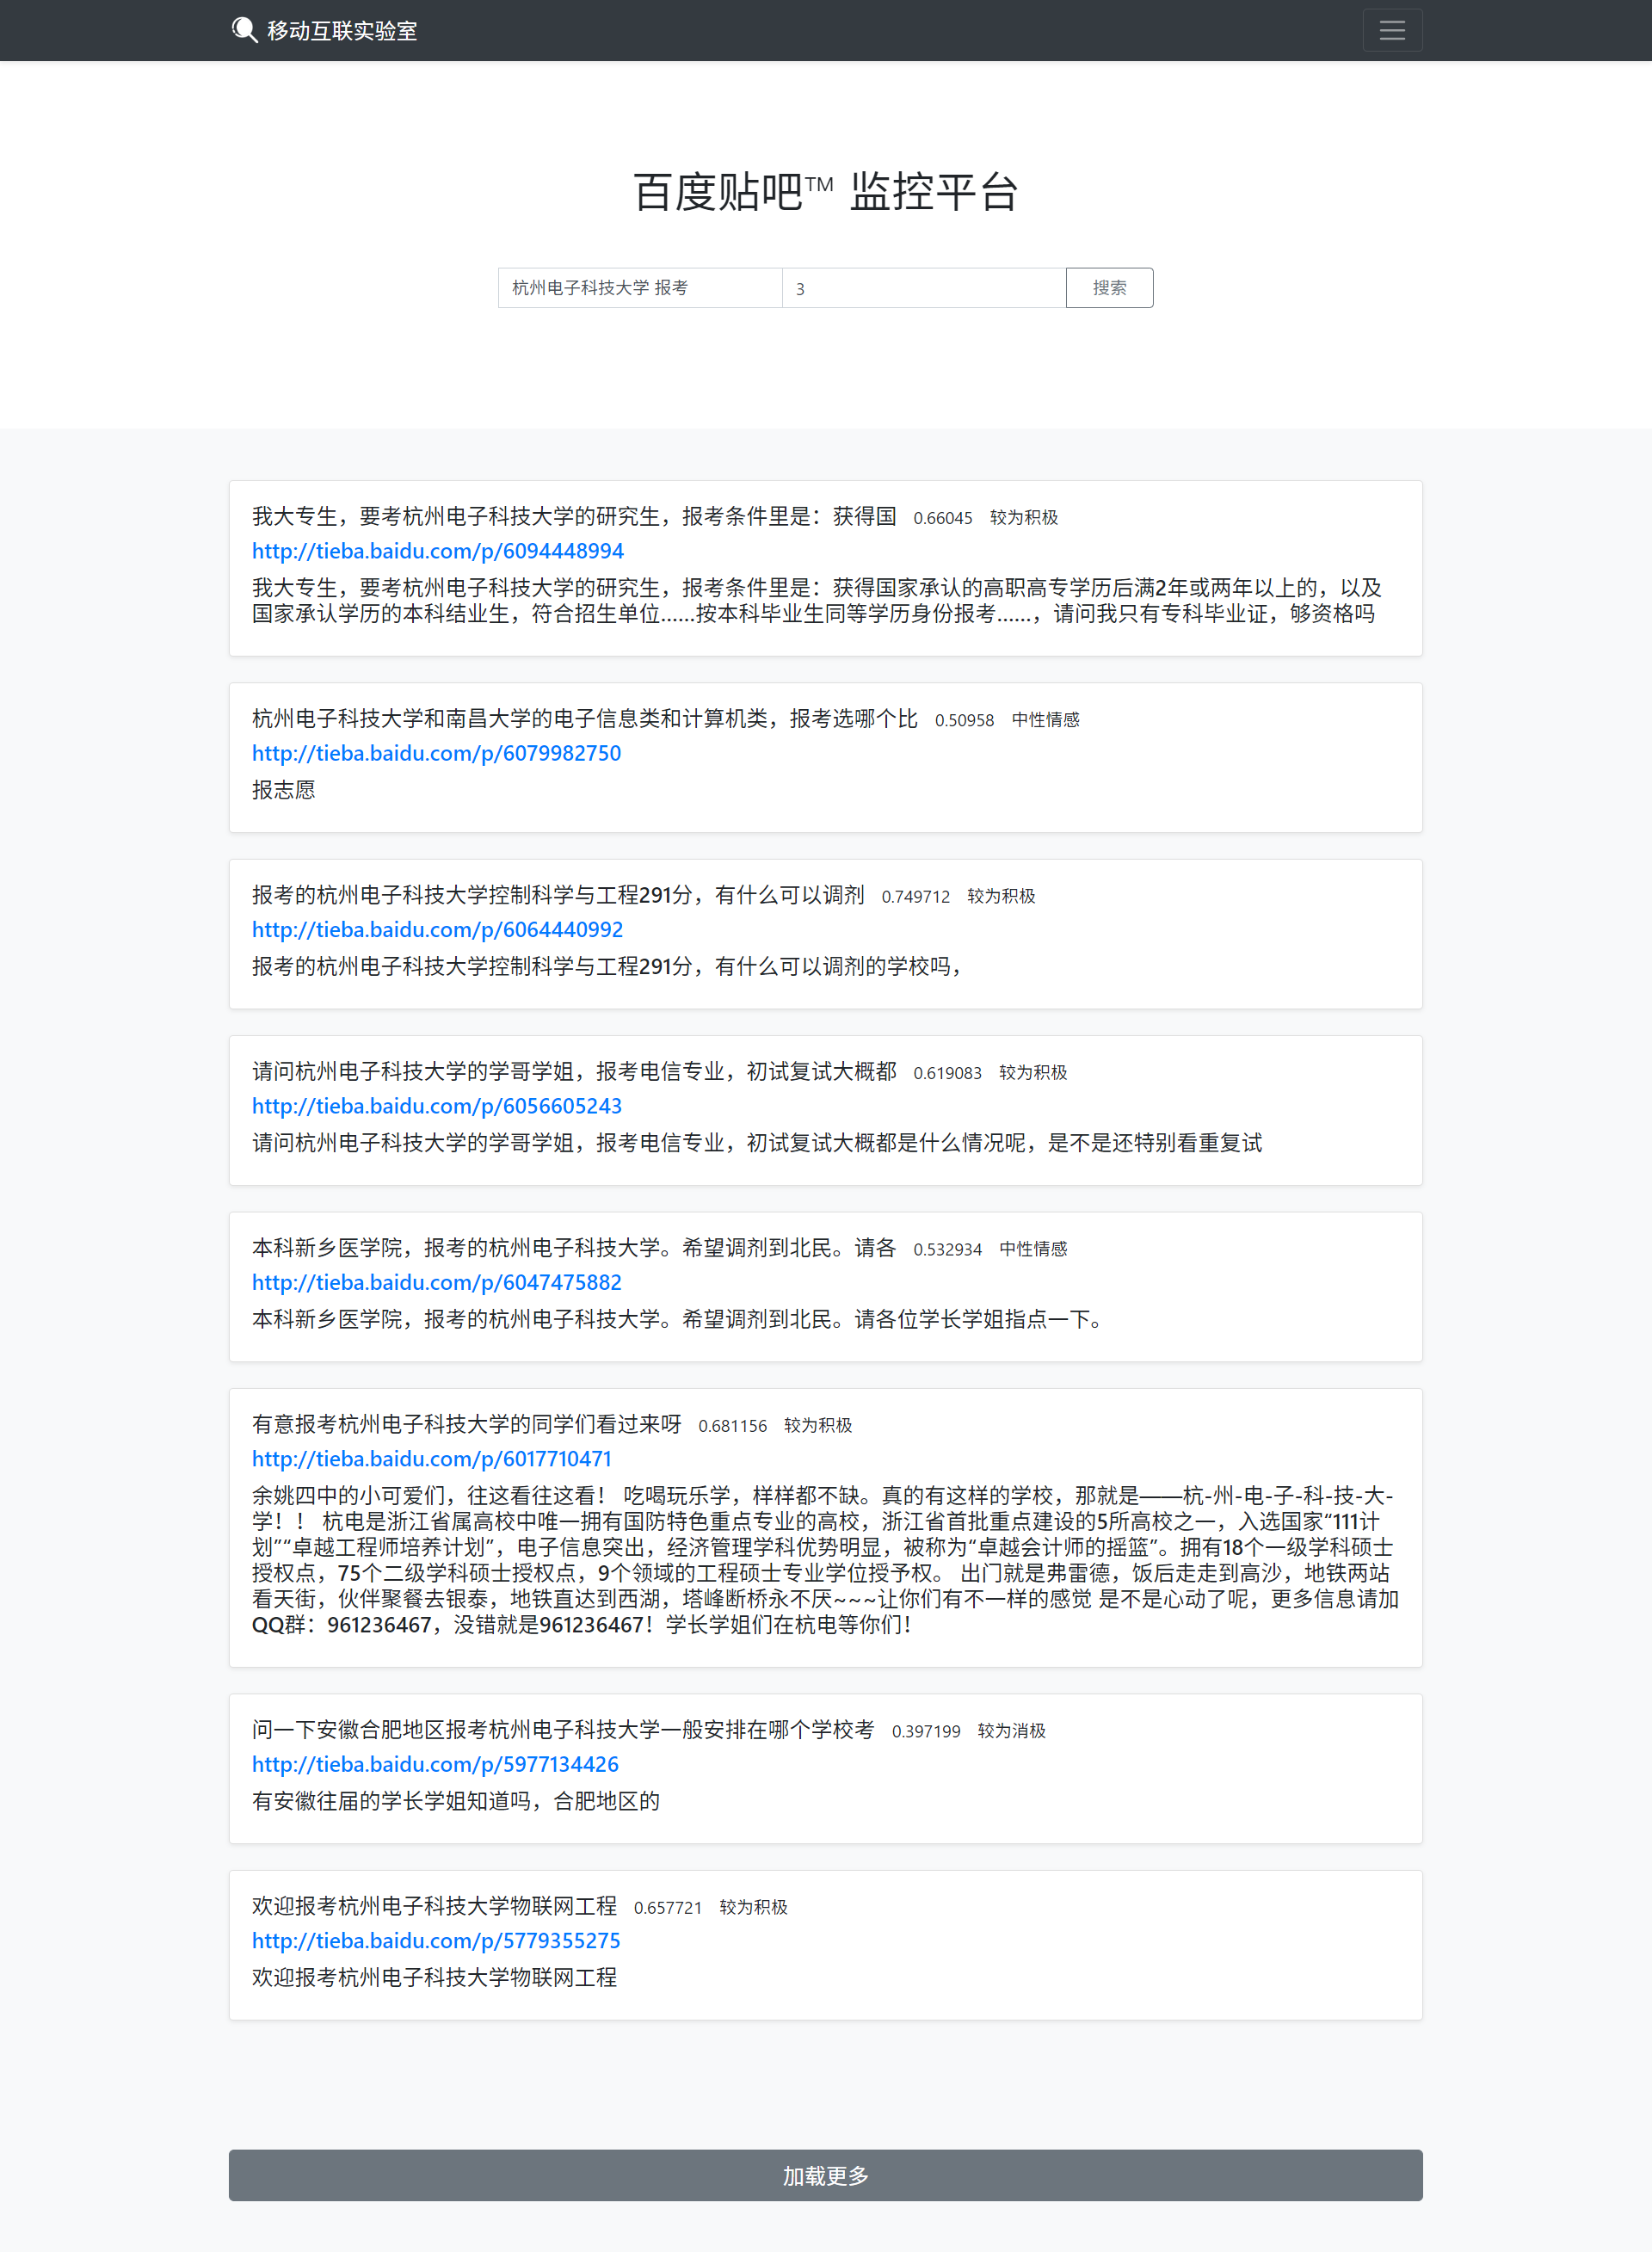 移动互联实验室
百度贴吧™ 监控平台
杭州电子科技大学 报考
3
搜索
我大专生，要考杭州电子科技大学的研究生，报考条件里是：获得国 0.66045 较为积极
http://tieba.baidu.com/p/6094448994
我大专生，要考杭州电子科技大学的研究生，报考条件里是：获得国家承认的高职高专学历后满2年或两年以上的，以及
国家承认学历的本科结业生，符合招生单位......按本科毕业生同等学历身份报考......，请问我只有专科毕业证，够资格吗
杭州电子科技大学和南昌大学的电子信息类和计算机类，报考选哪个比 0.50958 中性情感
http://tieba.baidu.com/p/6079982750
报志愿
报考的杭州电子科技大学控制科学与工程291分，有什么可以调剂 0.749712 较为积极
http://tieba.baidu.com/p/6064440992
报考的杭州电子科技大学控制科学与工程291分，有什么可以调剂的学校吗，
请问杭州电子科技大学的学哥学姐，报考电信专业，初试复试大概都 0.619083 较为积极
http://tieba.baidu.com/p/6056605243
请问杭州电子科技大学的学哥学姐，报考电信专业，初试复试大概都是什么情况呢，是不是还特别看重复试
本科新乡医学院，报考的杭州电子科技大学。希望调剂到北民。请各 0.532934 中性情感
http://tieba.baidu.com/p/6047475882
本科新乡医学院，报考的杭州电子科技大学。希望调剂到北民。请各位学长学姐指点一下。
有意报考杭州电子科技大学的同学们看过来呀 0.681156 较为积极
http://tieba.baidu.com/p/6017710471
余姚四中的小可爱们，往这看往这看！ 吃喝玩乐学，样样都不缺。真的有这样的学校，那就是——杭-州-电-子-科-技-大-
学！！ 杭电是浙江省属高校中唯一拥有国防特色重点专业的高校，浙江省首批重点建设的5所高校之一，入选国家“111计
划”“卓越工程师培养计划”，电子信息突出，经济管理学科优势明显，被称为“卓越会计师的摇篮”。拥有18个一级学科硕士
授权点，75个二级学科硕士授权点，9个领域的工程硕士专业学位授予权。 出门就是弗雷德，饭后走走到高沙，地铁两站
看天街，伙伴聚餐去银泰，地铁直达到西湖，塔峰断桥永不厌~~~让你们有不一样的感觉 是不是心动了呢，更多信息请加
QQ群：961236467，没错就是961236467！学长学姐们在杭电等你们！
问一下安徽合肥地区报考杭州电子科技大学一般安排在哪个学校考 0.397199 较为消极
http://tieba.baidu.com/p/5977134426
有安徽往届的学长学姐知道吗，合肥地区的
欢迎报考杭州电子科技大学物联网工程 0.657721 较为积极
http://tieba.baidu.com/p/5779355275
欢迎报考杭州电子科技大学物联网工程
加载更多